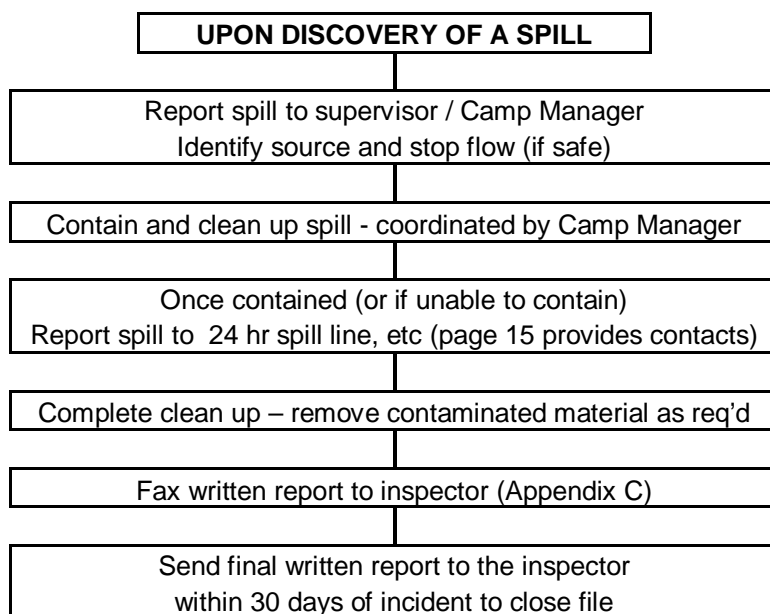 UPON DISCOVERY OF A SPILL
Report spill to supervisor / Camp Manager
Identify source and stop flow (if safe)
Contain and clean up spill - coordinated by Camp Manager
Once contained (or if unable to contain)
Report spill to 24 hr spill line, etc (page 15 provides contacts)
Complete clean up – remove contaminated material as req'd
Fax written report to inspector (Appendix C)
Send final written report to the inspector
within 30 days of incident to close file